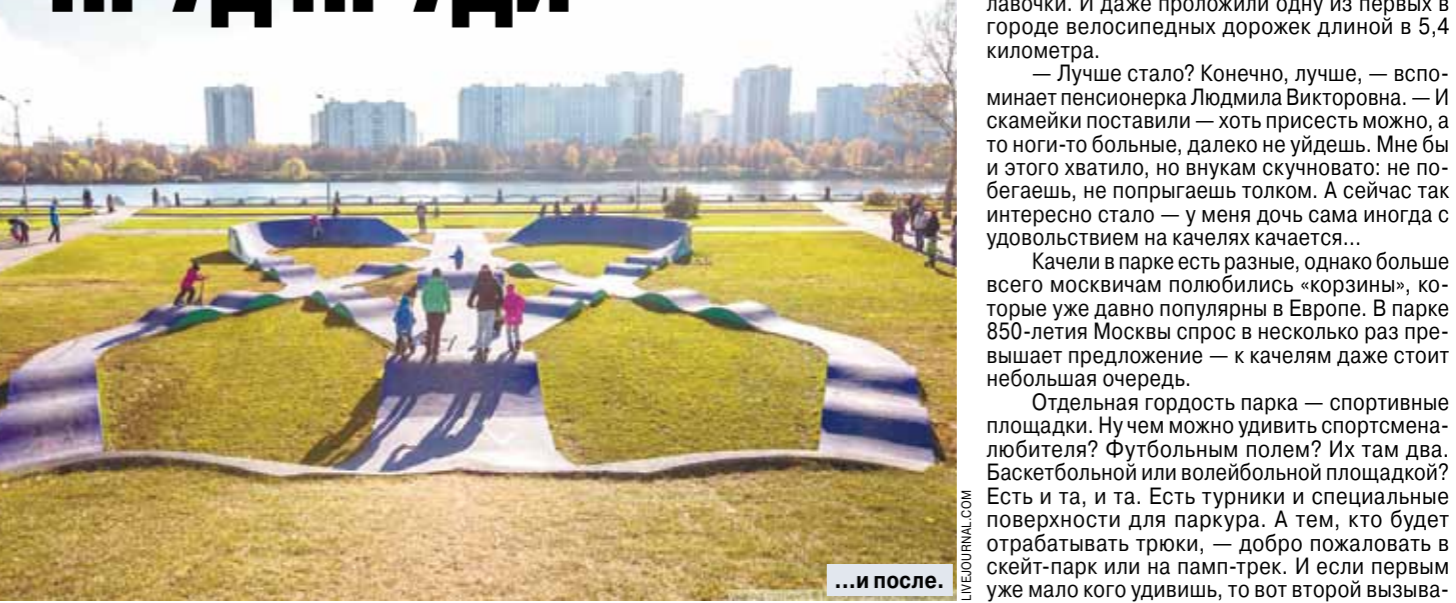 ПРУД ПРУДИ
…и после.
LIVEJOURNAL.COM
лавочки. И даже проложили одну из первых в
городе велосипедных дорожек длиной в 5,4
километра.
— Лучше стало? Конечно, лучше, — вспо-
минает пенсионерка Людмила Викторовна. — И
скамейки поставили — хоть присесть можно, а
то ноги-то больные, далеко не уйдешь. Мне бы
и этого хватило, но внукам скучновато: не по-
бегаешь, не попрыгаешь толком. А сейчас так
интересно стало — у меня дочь сама иногда с
удовольствием на качелях качается...
Качели в парке есть разные, однако больше
всего москвичам полюбились «корзины», ко-
торые уже давно популярны в Европе. В парке
850-летия Москвы спрос в несколько раз пре-
вышает предложение — к качелям даже стоит
небольшая очередь.
Отдельная гордость парка — спортивные
площадки. Ну чем можно удивить спортсмена-
любителя? Футбольным полем? Их там два.
Баскетбольной или волейбольной площадкой?
Есть и та, и та. Есть турники и специальные
поверхности для паркура. А тем, кто будет
отрабатывать трюки, — добро пожаловать в
скейт-парк или на памп-трек. И если первым
уже мало кого удивишь, то вот второй вызыва-